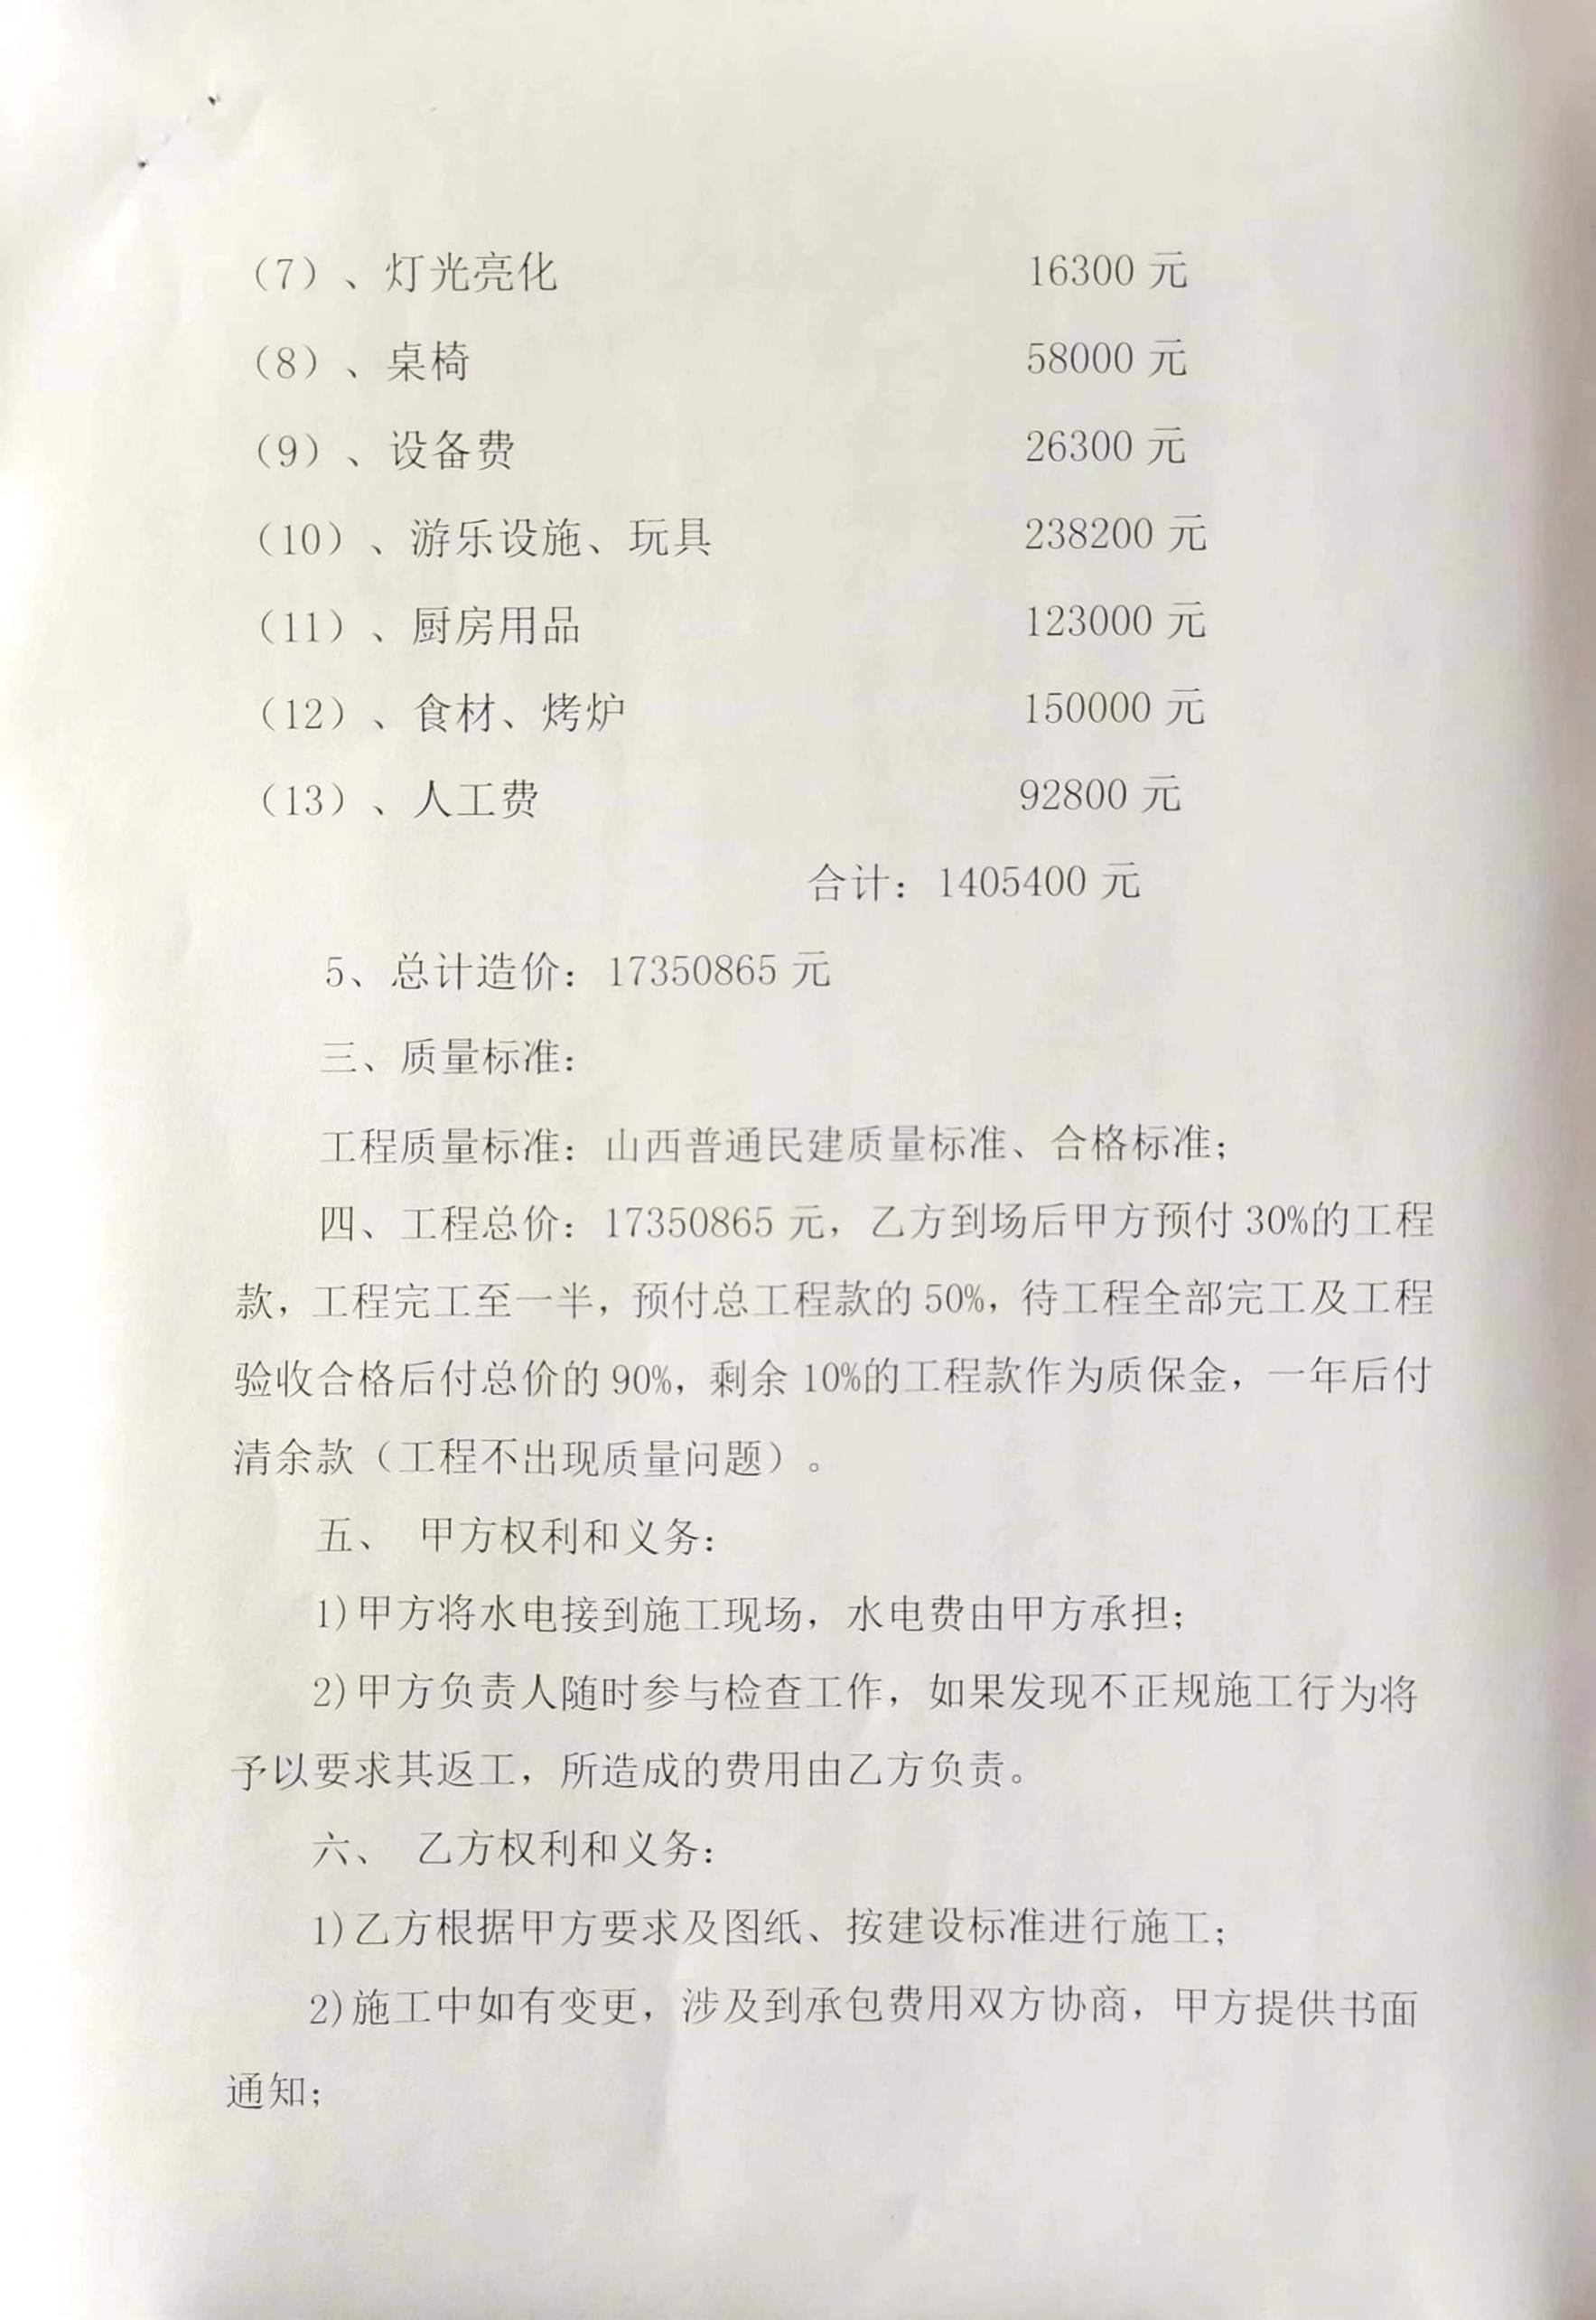 （7）、灯光亮化 16300 元
（8）、桌椅 58000 元
（9）、设备费 26300 元
（10）、游乐设施、玩具 238200 元
（11）、厨房用品 123000 元
（12）、食材、烤炉 150000 元
（13）、人工费 92800 元
合计：1405400 元
5、总计造价：17350865 元
三、质量标准：
工程质量标准：山西普通民建质量标准、合格标准；
四、工程总价：17350865 元，乙方到场后甲方预付 30%的工程
款，工程完工至一半，预付总工程款的 50%，待工程全部完工及工程
验收合格后付总价的 90%，剩余 10%的工程款作为质保金，一年后付
清余款（工程不出现质量问题）。
五、 甲方权利和义务：
1)甲方将水电接到施工现场，水电费由甲方承担；
2)甲方负责人随时参与检查工作，如果发现不正规施工行为将
予以要求其返工，所造成的费用由乙方负责。
六、 乙方权利和义务：
1)乙方根据甲方要求及图纸、按建设标准进行施工；
2)施工中如有变更，涉及到承包费用双方协商，甲方提供书面
通知；